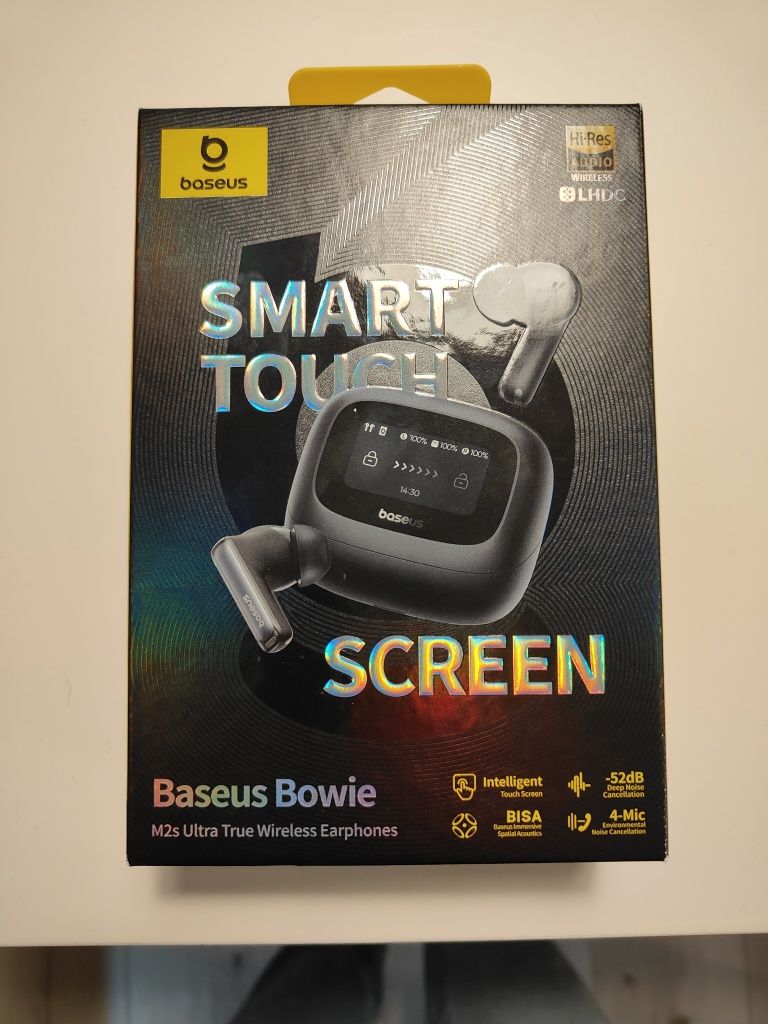 baseus
Hi-Res
AUDIO
WIRELESS
LHDC
SMART
TOUCH
L 100% 100% R 100%
>>>>>>
14:30
baseus
baseus
SCREEN
Baseus Bowie
M2s Ultra True Wireless Earphones
Intelligent
Touch Screen
-52dB
Deep Noise
Cancellation
BISA
Baseus Immersive
Spatial Acoustics
4-Mic
Environmental
Noise Cancellation